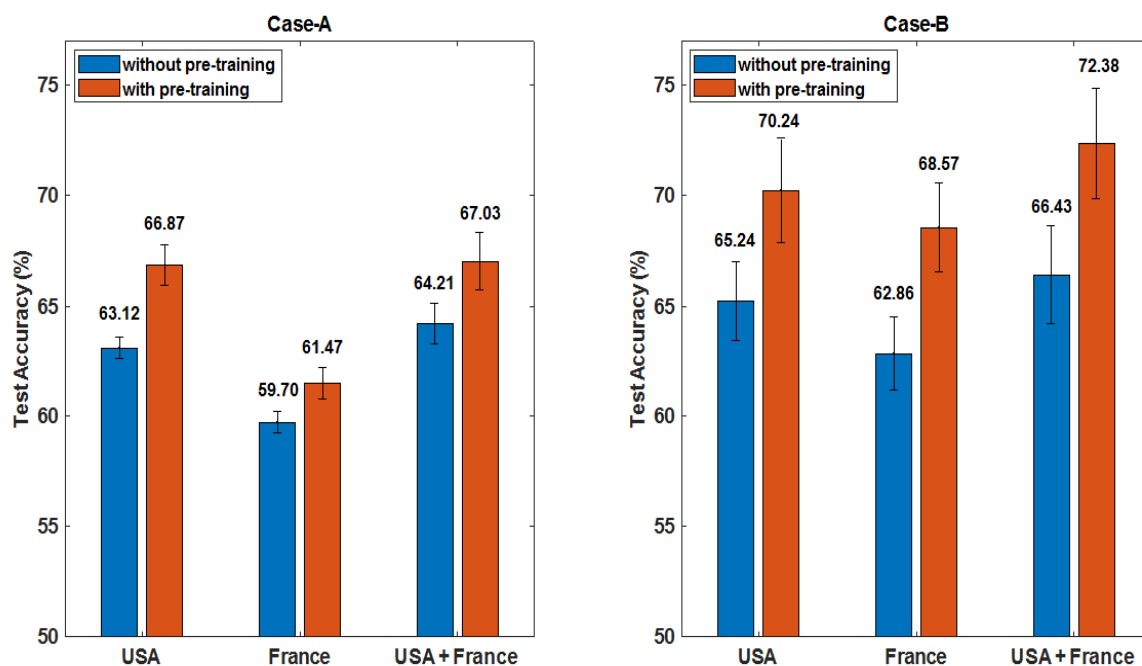 Case-A
without pre-training
with pre-training
Test Accuracy (%)
75
70
65
60
55
50
63.12
66.87
59.70
61.47
64.21
67.03
USA
France
USA + France
Case-B
without pre-training
with pre-training
Test Accuracy (%)
75
70
65
60
55
50
65.24
70.24
62.86
68.57
66.43
72.38
USA
France
USA + France